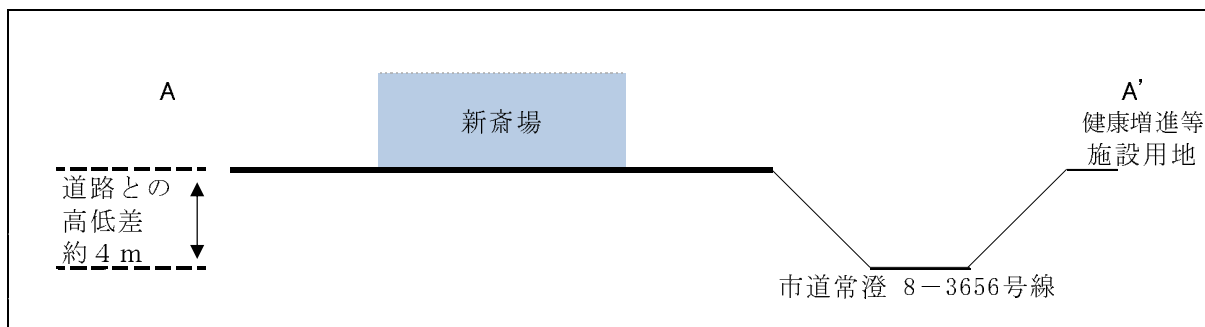 A
新斎場
A'
健康増進等
施設用地
道路との
高低差
約４ｍ
市道常澄 8－3656号線